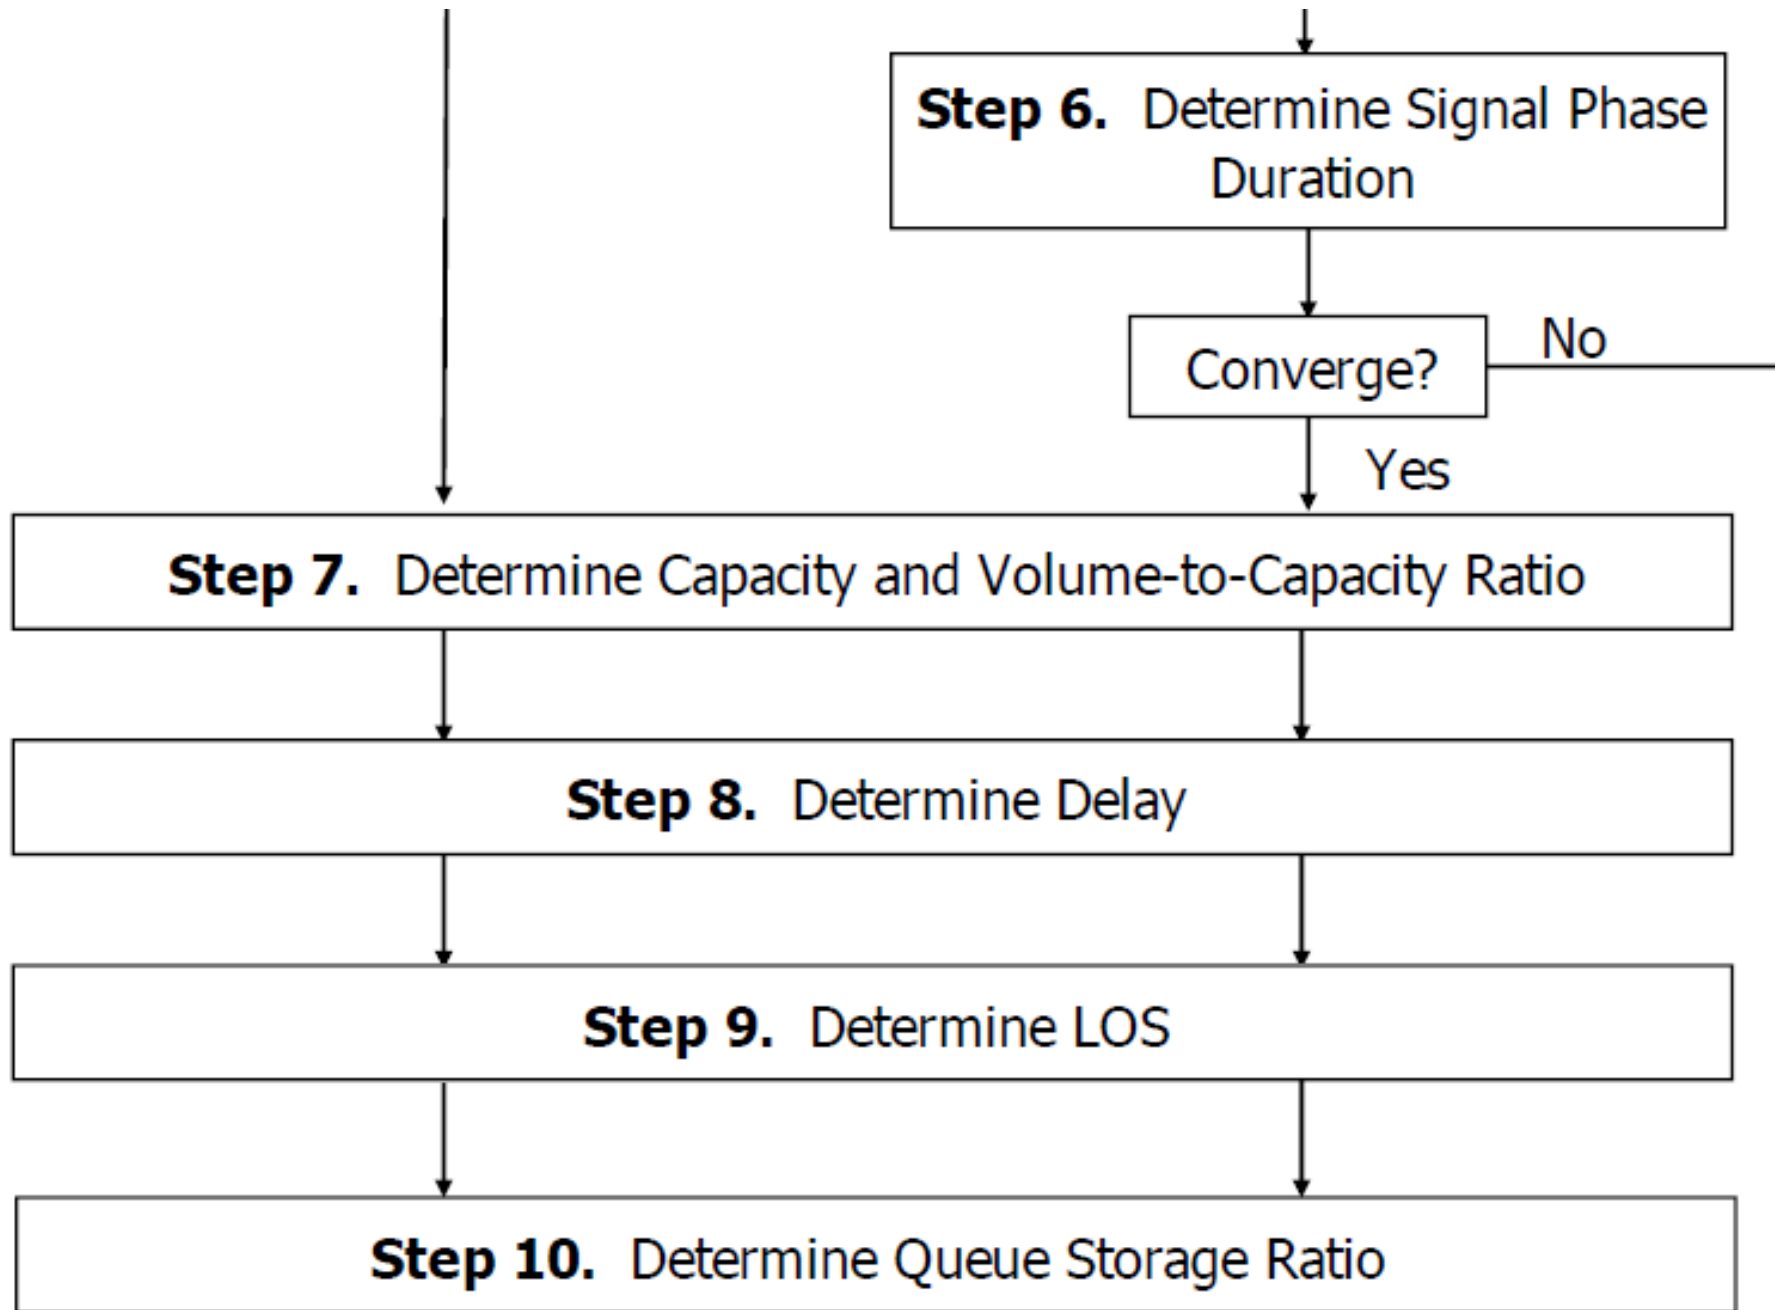 Step 6. Determine Signal Phase
Duration
Converge?
No
Yes
Step 7. Determine Capacity and Volume-to-Capacity Ratio
Step 8. Determine Delay
Step 9. Determine LOS
Step 10. Determine Queue Storage Ratio